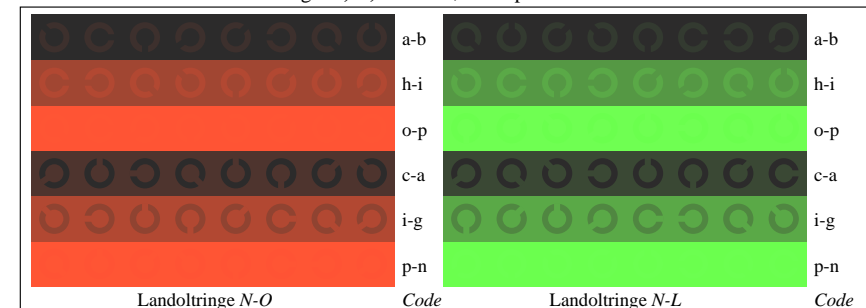 a-b a-b
h-i h-i
o-p o-p
c-a c-a
i-g i-g
p-n p-n
Landoltringe N-O Code Landoltringe N-L Code